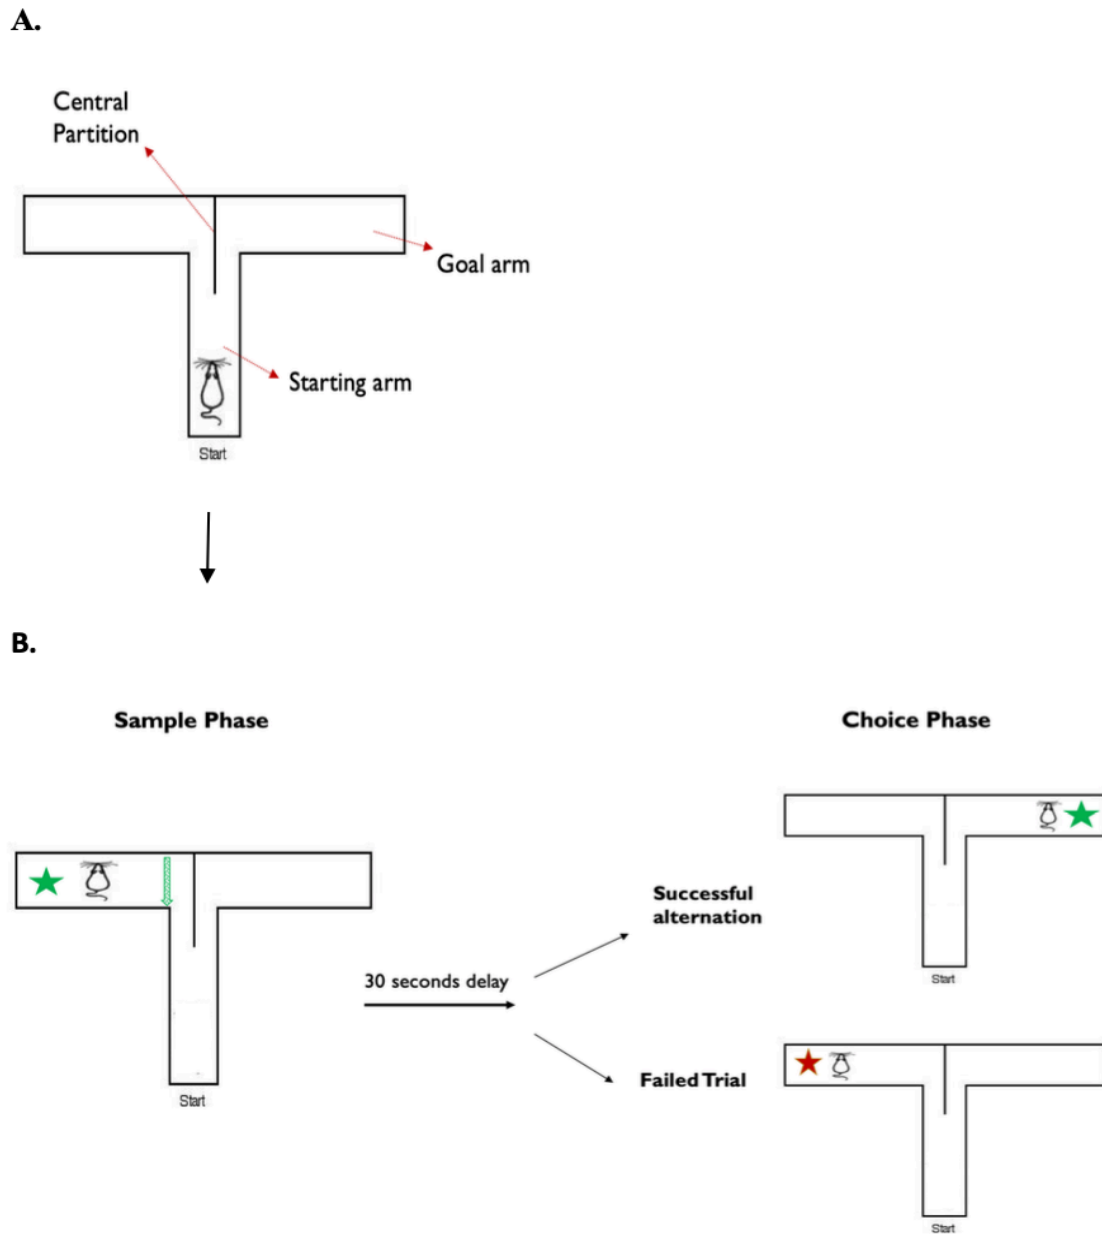 A.
Central
Partition
Goal arm
Starting arm
Start
B.
Sample Phase
Choice Phase
Successful
alternation
30 seconds delay
Start
Failed Trial
Start
Start